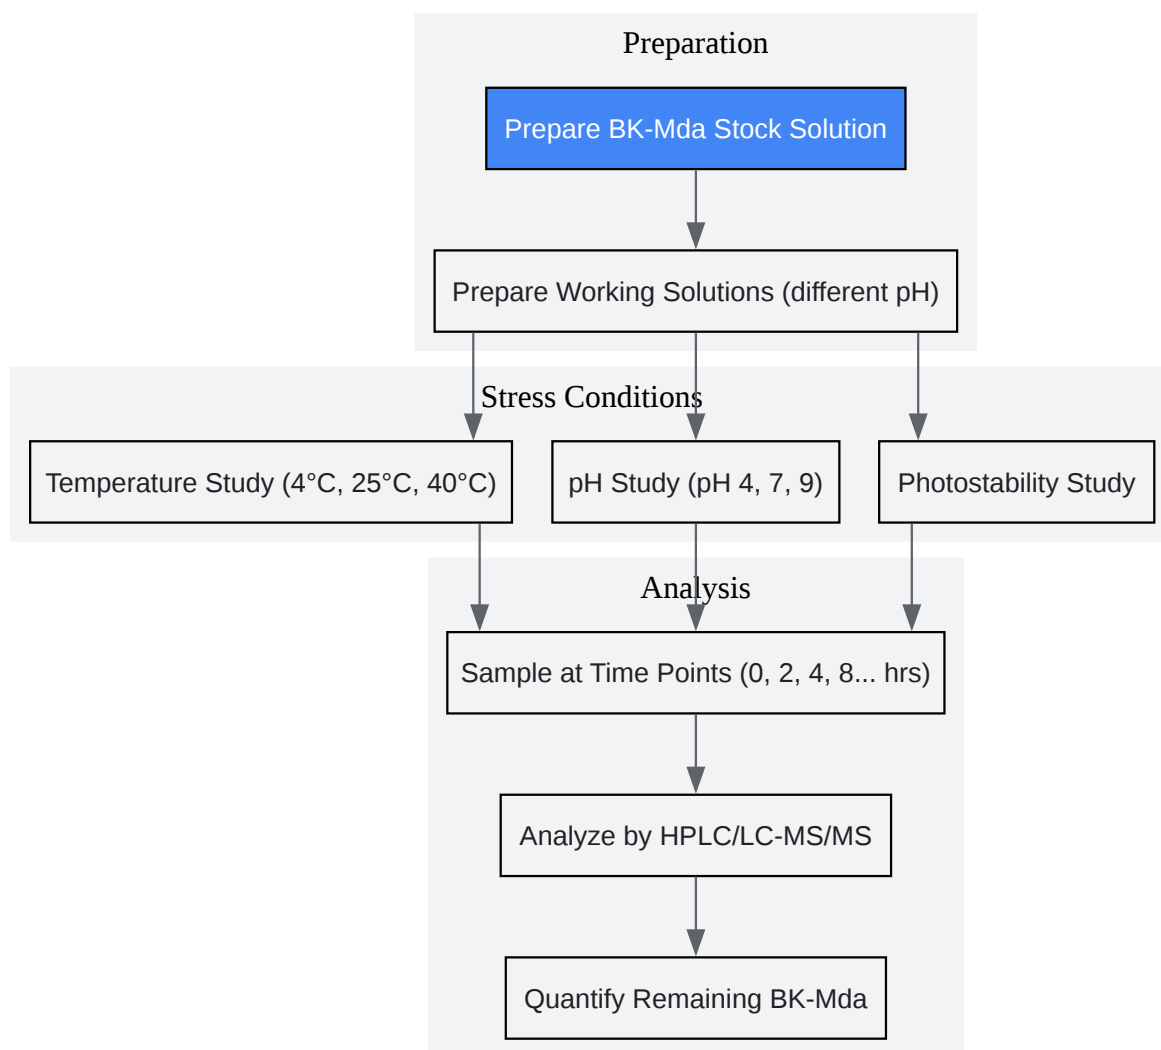 Preparation
Prepare BK-Mda Stock Solution
Prepare Working Solutions (different pH)
Stress Conditions
Temperature Study (4°C, 25°C, 40°C)
pH Study (pH 4, 7, 9)
Photostability Study
Analysis
Sample at Time Points (0, 2, 4, 8... hrs)
Analyze by HPLC/LC-MS/MS
Quantify Remaining BK-Mda